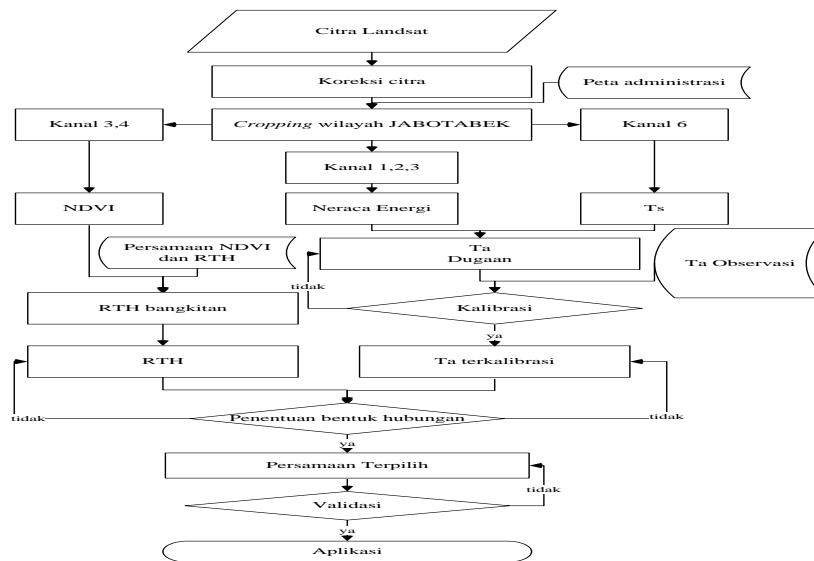 Citra Landsat
Koreksi citra
Peta administrasi
Kanal 3,4
Cropping wilayah JABOTABEK
Kanal 6
Kanal 1,2,3
NDVI
Neraca Energi
Ts
Persamaan NDVI
dan RTH
Ta
Dugaan
Ta Observasi
tidak
RTH bangkitan
Kalibrasi
ya
RTH
Ta terkalibrasi
tidak
Penentuan bentuk hubungan
tidak
ya
Persamaan Terpilih
tidak
Validasi
ya
Aplikasi